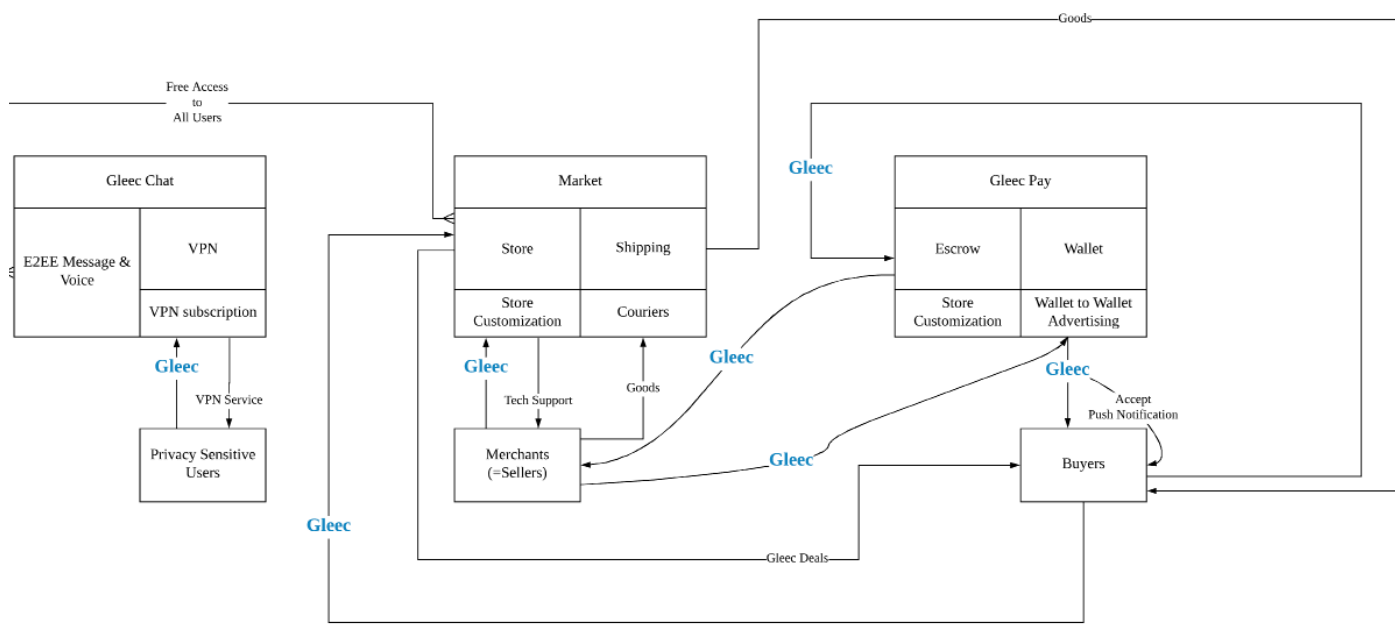 Goods
Free Access
to
All Users
Gleec
Gleec Chat
Market
Gleec Pay
E2EE Message &
Voice
VPN
VPN subscription
Store
Shipping
Store
Customization
Couriers
Escrow
Wallet
Store
Customization
Wallet to Wallet
Advertising
Gleec
VPN Service
Gleec
Tech Support
Goods
Gleec
Gleec
Accept
Push Notification
Privacy Sensitive
Users
Merchants
(=Sellers)
Gleec
Buyers
Gleec
Gleec Deals